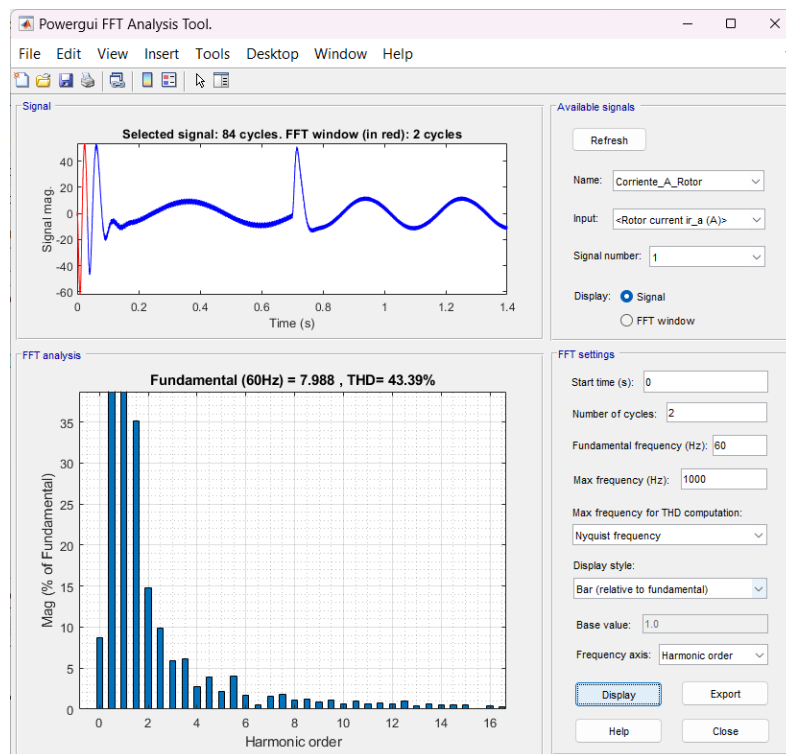 Powergui FFT Analysis Tool.
File Edit View Insert Tools Desktop Window Help
Signal
Selected signal: 84 cycles. FFT window (in red): 2 cycles
Signal mag.
40
20
0
-20
-40
-60
0 0.2 0.4 0.6 0.8 1 1.2 1.4
Time (s)
Available signals
Refresh
Name: Corriente_A_Rotor
Input: <Rotor current ir_a (A)>
Signal number: 1
Display: Signal
FFT window
FFT analysis
Fundamental (60Hz) = 7.988 , THD= 43.39%
Mag (% of Fundamental)
35
30
25
20
15
10
5
0
0 2 4 6 8 10 12 14 16
Harmonic order
FFT settings
Start time (s): 0
Number of cycles: 2
Fundamental frequency (Hz): 60
Max frequency (Hz): 1000
Max frequency for THD computation:
Nyquist frequency
Display style:
Bar (relative to fundamental)
Base value: 1.0
Frequency axis: Harmonic order
Display Export
Help Close